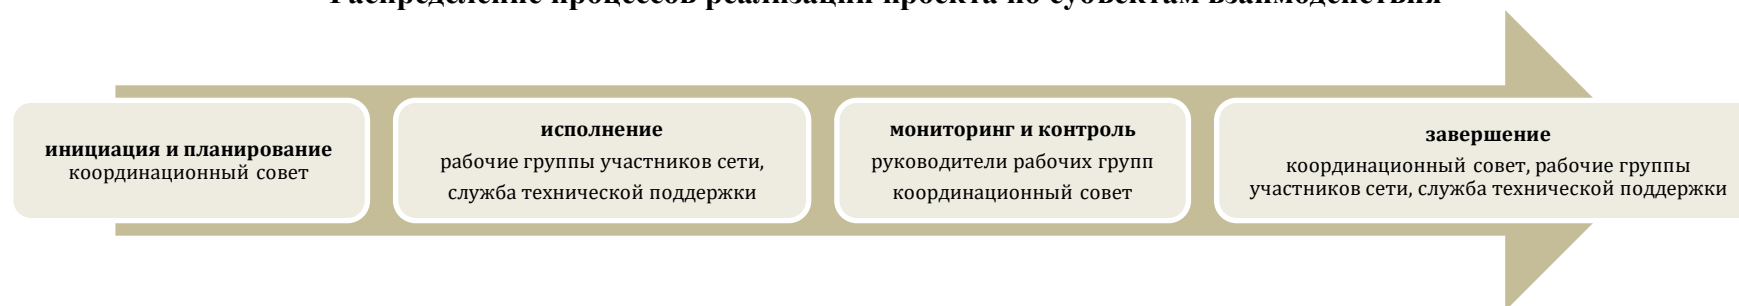 Распределение процессов реализации проекта по субъектам взаимодействия
инициация и планирование
координационный совет
исполнение
рабочие группы участников сети,
служба технической поддержки
мониторинг и контроль
руководители рабочих групп
координационный совет
завершение
координационный совет, рабочие группы
участников сети, служба технической поддержки